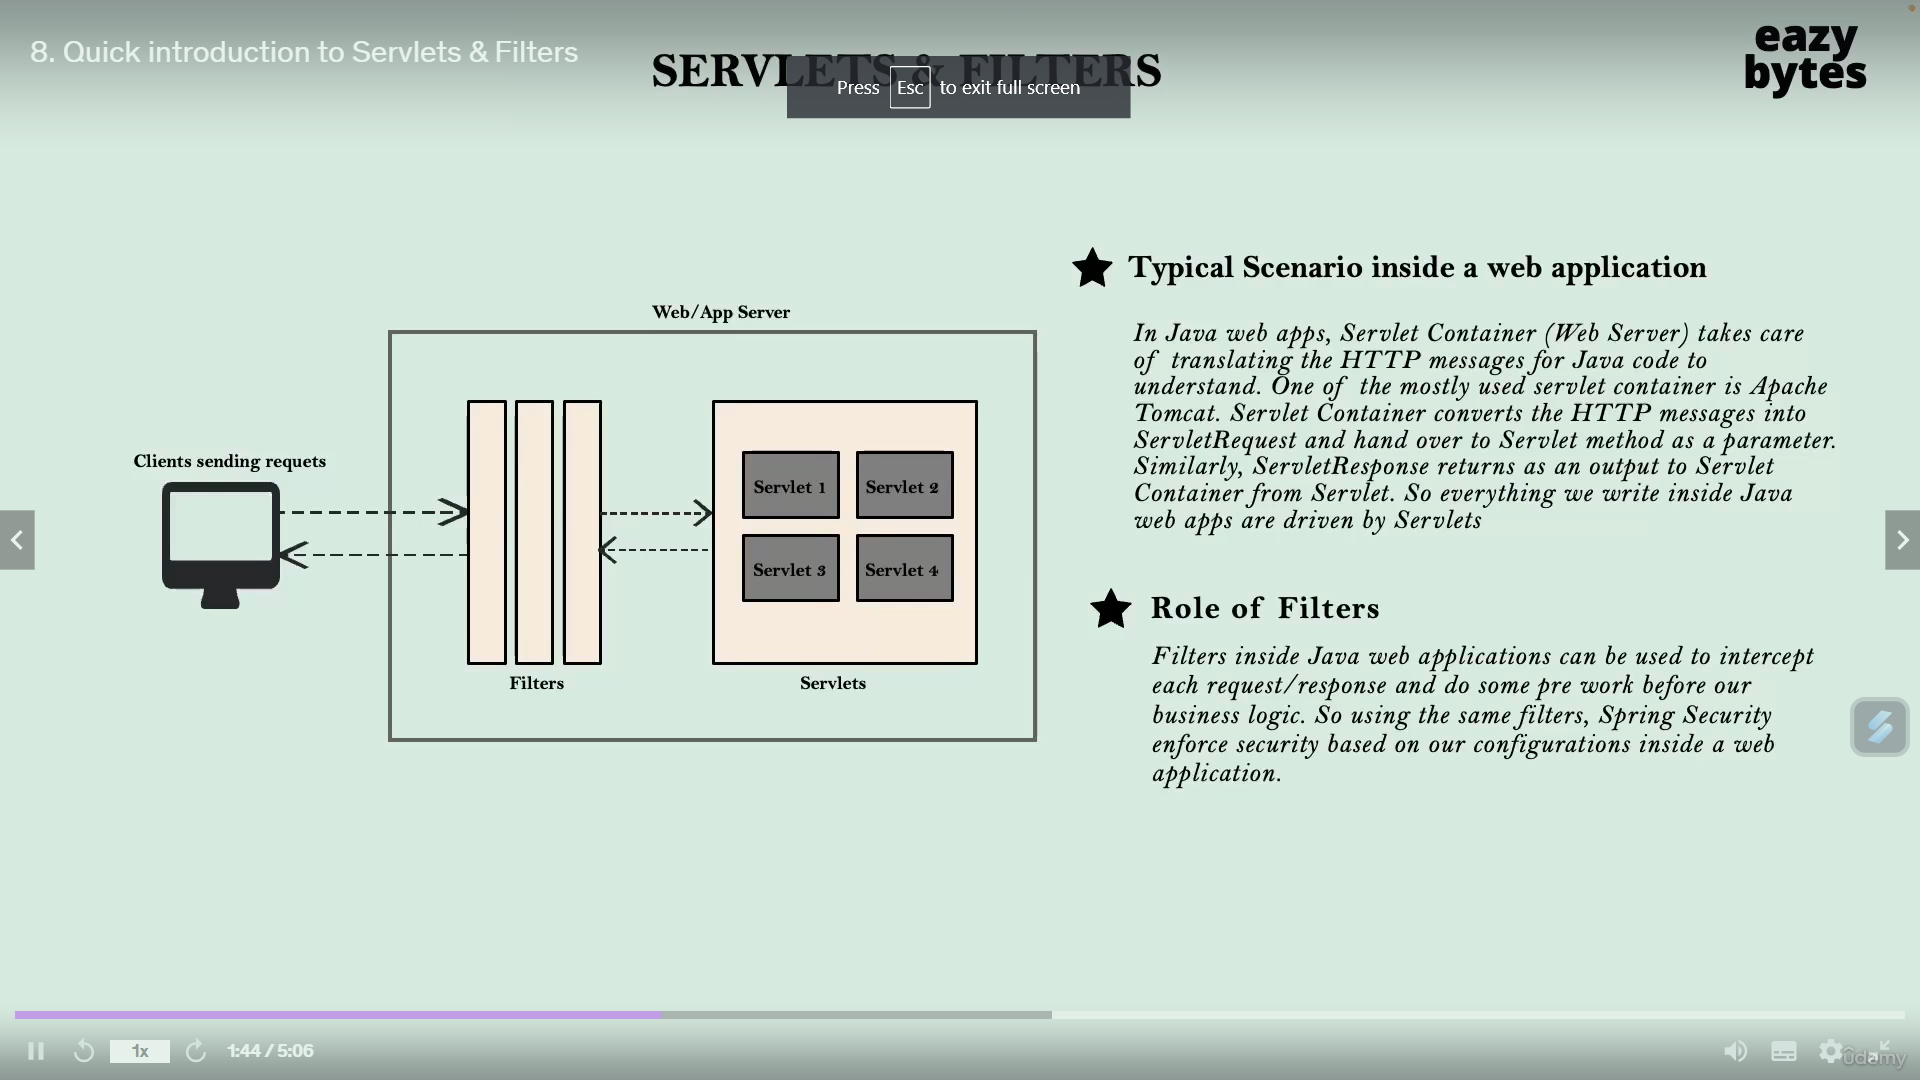 8. Quick introduction to Servlets & Filters
SERVLETS & FILTERS
Press Esc to exit full screen
eazy
bytes
Typical Scenario inside a web application
In Java web apps, Servlet Container (Web Server) takes care
of translating the HTTP messages for Java code to
understand. One of the mostly used servlet container is Apache
Tomcat. Servlet Container converts the HTTP messages into
ServletRequest and hand over to Servlet method as a parameter.
Similarly, ServletResponse returns as an output to Servlet
Container from Servlet. So everything we write inside Java
web apps are driven by Servlets
Web/App Server
Clients sending requets
Servlet 1
Servlet 2
Servlet 3
Servlet 4
Filters
Servlets
Role of Filters
Filters inside Java web applications can be used to intercept
each request/response and do some pre work before our
business logic. So using the same filters, Spring Security
enforce security based on our configurations inside a web
application.
1x
1:44 / 5:06
ûdemy